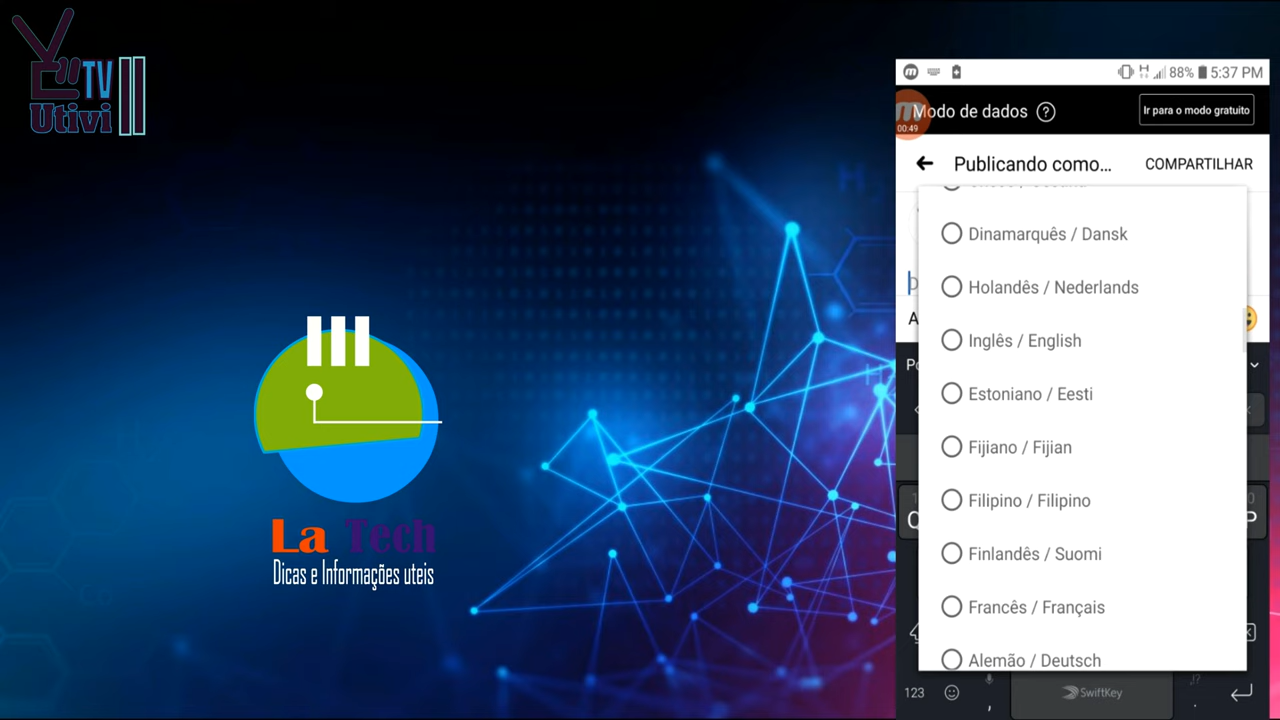 TV
Utivi
La Tech
Dicas e Informações uteis
88% 5:37 PM
Modo de dados ?
Ir para o modo gratuito
00:49
Publicando como...
COMPARTILHAR
Dinamarquês / Dansk
Holandês / Nederlands
Inglês / English
Estoniano / Eesti
Fijiano / Fijian
Filipino / Filipino
Finlandês / Suomi
Francês / Français
Alemão / Deutsch
Q
P
123
SwiftKey